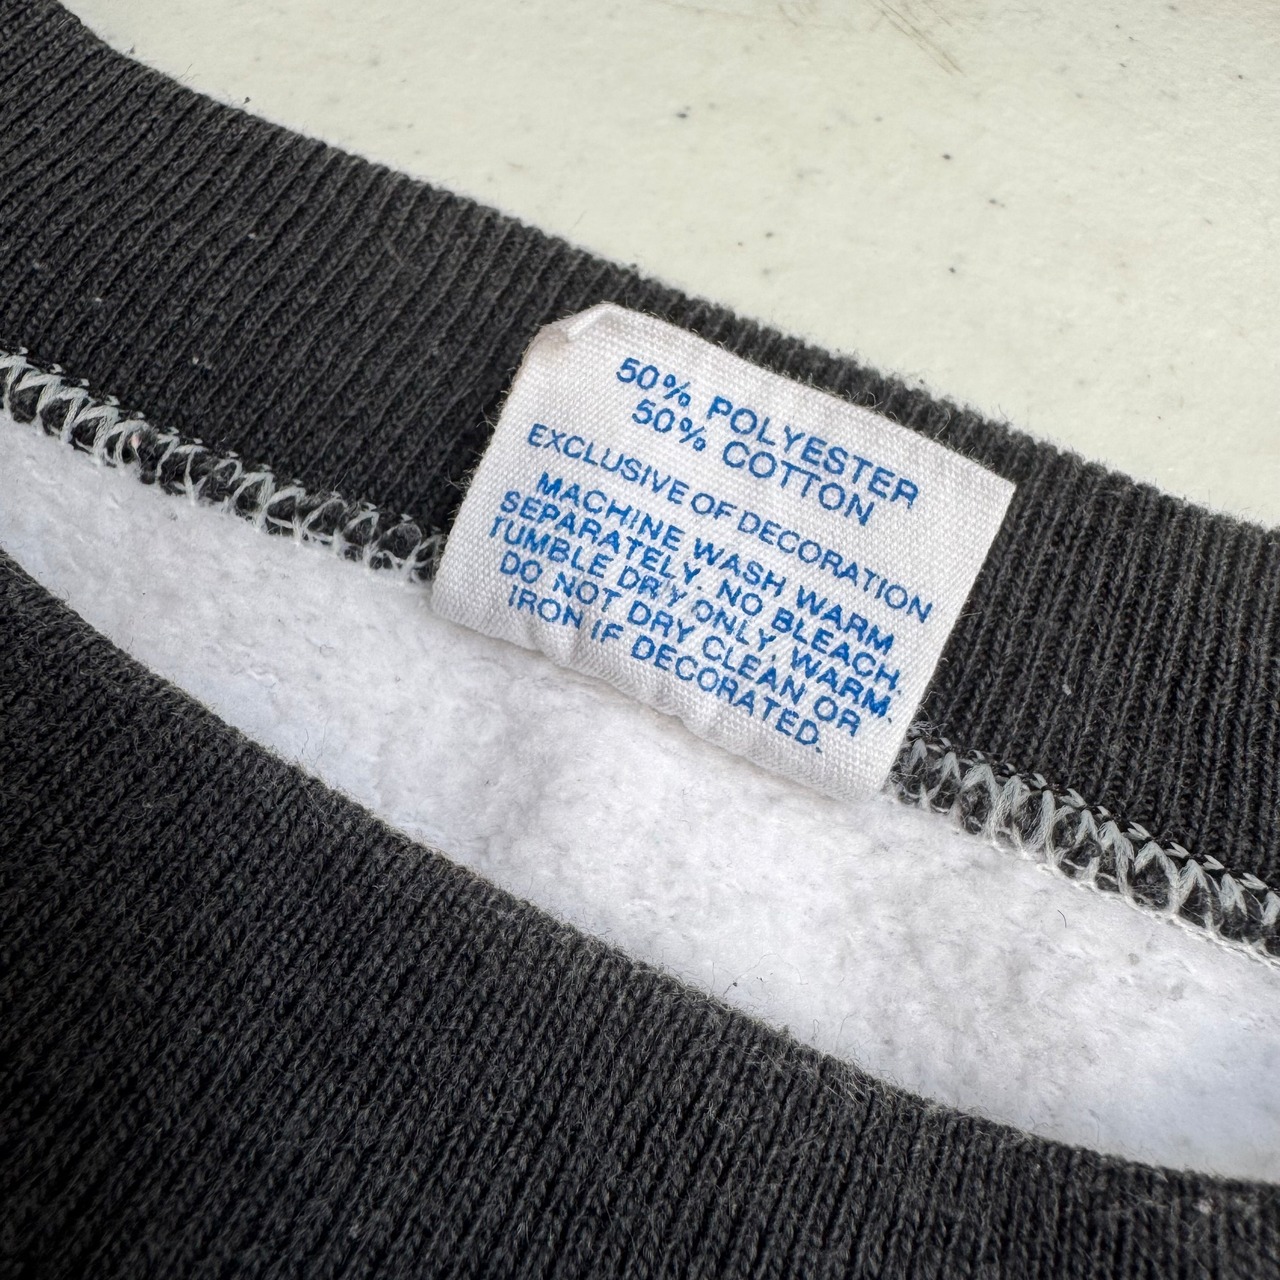 50% POLYESTER
50% COTTON
EXCLUSIVE OF DECORATION
MACHINE WASH WARM
SEPARATELY. NO BLEACH.
TUMBLE DRY ONLY, WARM.
DO NOT DRY CLEAN OR
IRON IF DECORATED.